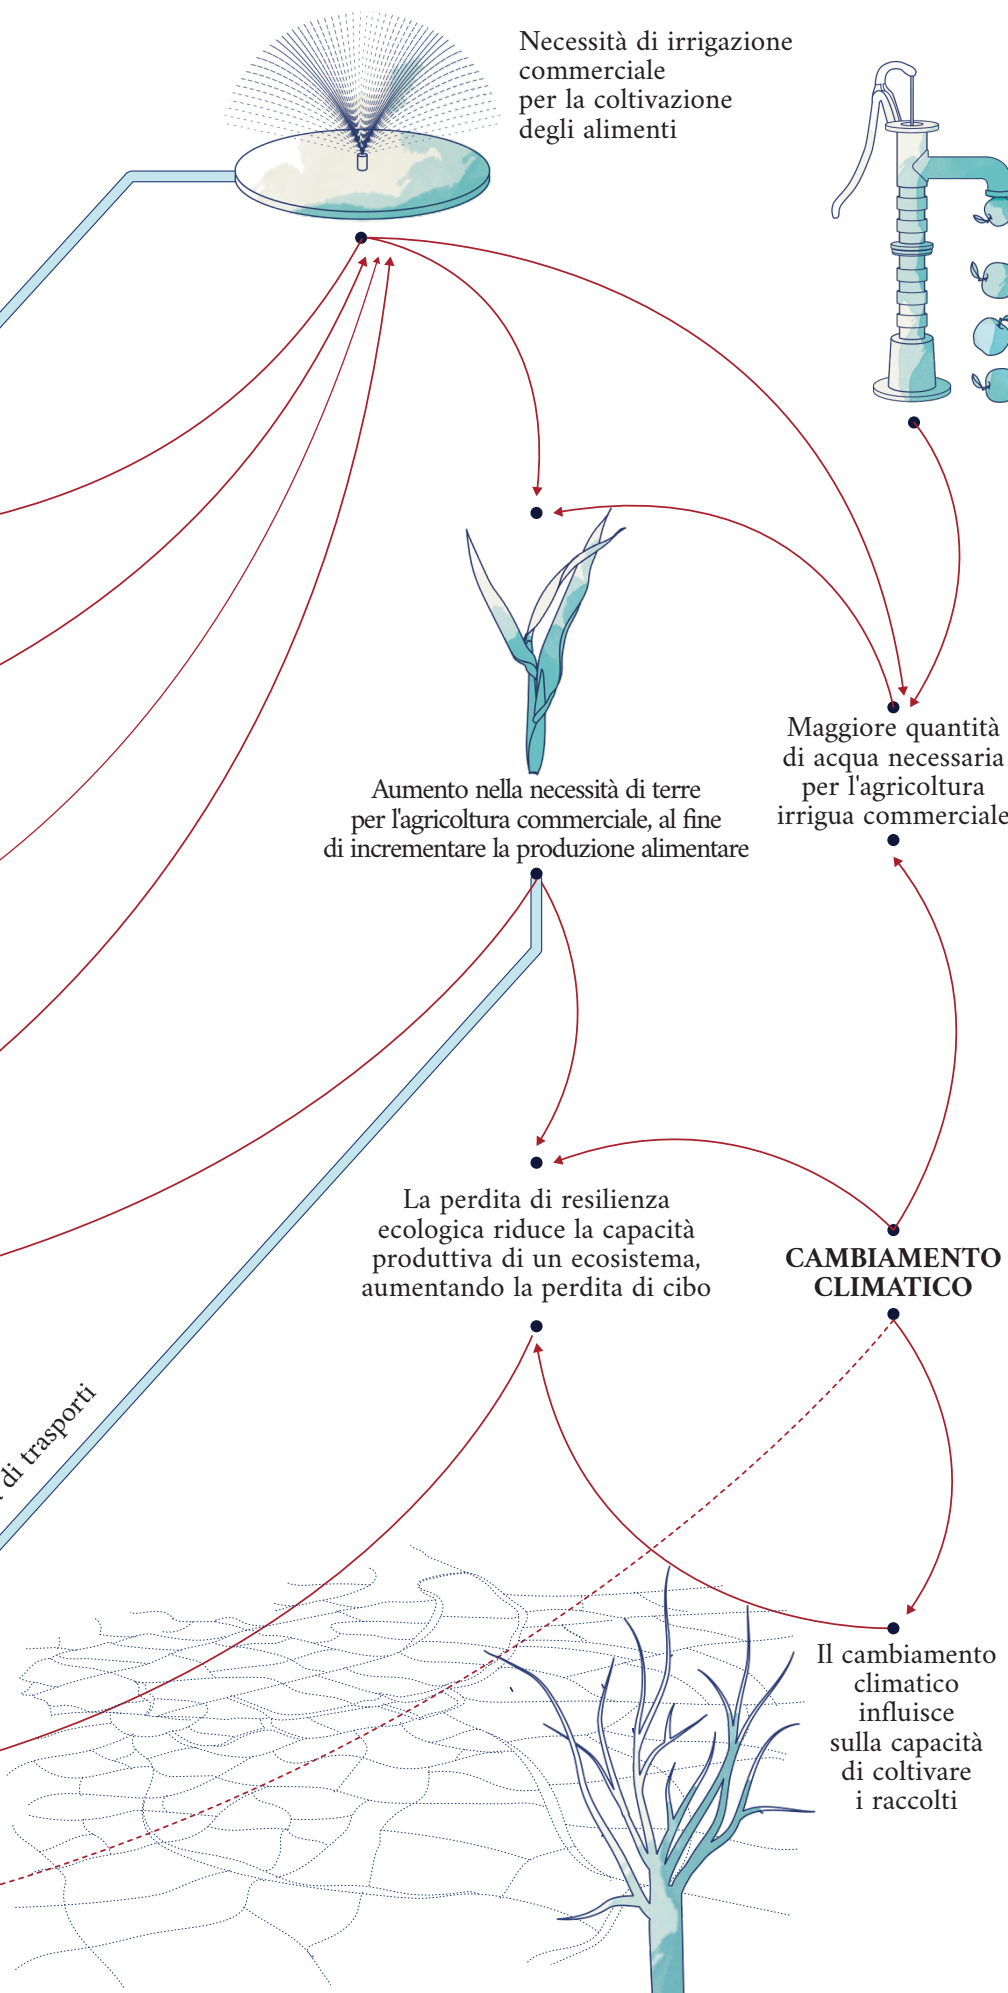 Necessità di irrigazione
commerciale
per la coltivazione
degli alimenti
Maggiore quantità
di acqua necessaria
per l'agricoltura
irrigua commerciale
Aumento nella necessità di terre
per l'agricoltura commerciale, al fine
di incrementare la produzione alimentare
La perdita di resilienza
ecologica riduce la capacità
produttiva di un ecosistema,
aumentando la perdita di cibo
CAMBIAMENTO
CLIMATICO
di trasporti
Il cambiamento
climatico
influisce
sulla capacità
di coltivare
i raccolti